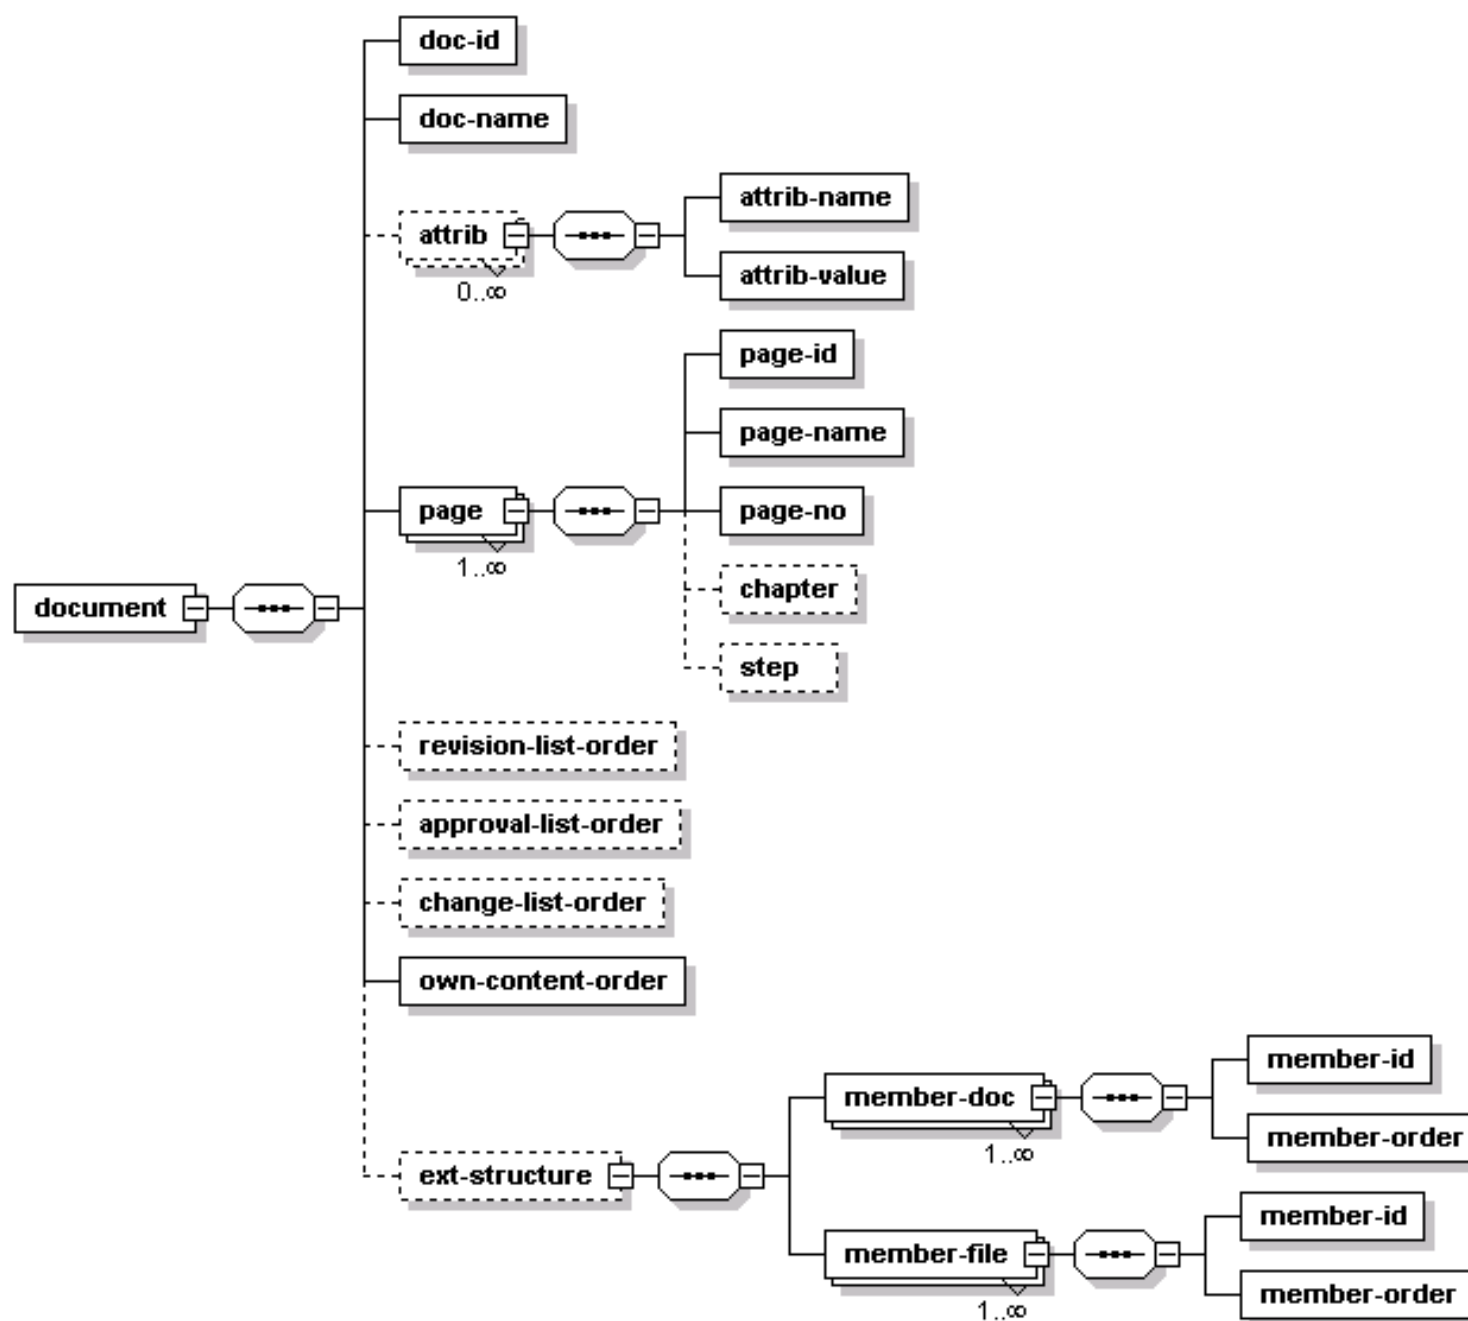 doc-id
doc-name
attrib
0..∞
attrib-name
attrib-value
page
1..∞
page-id
page-name
page-no
chapter
step
document
revision-list-order
approval-list-order
change-list-order
own-content-order
ext-structure
member-doc
1..∞
member-id
member-order
member-file
1..∞
member-id
member-order